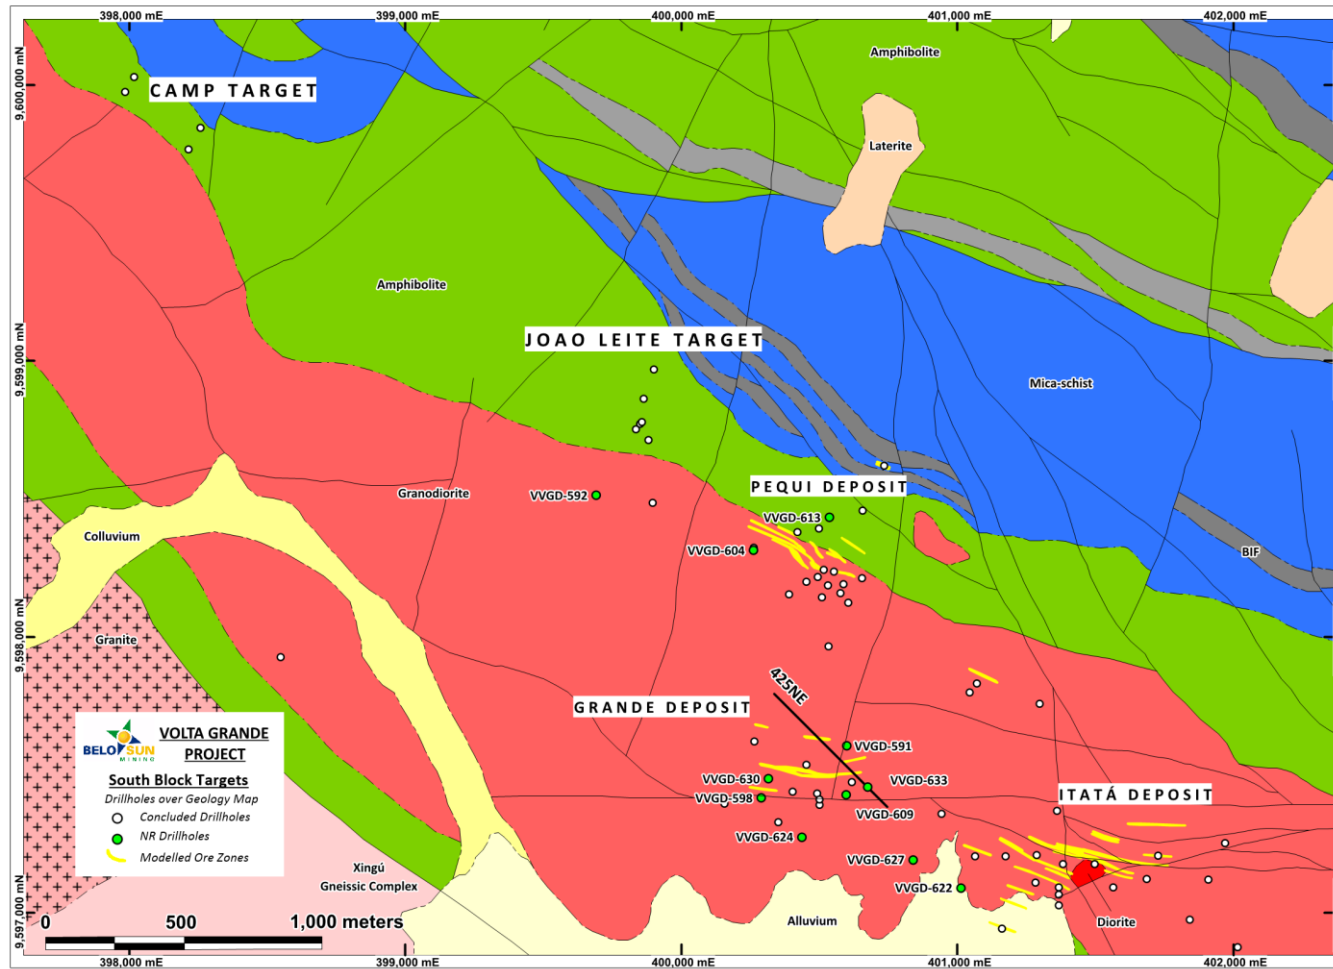 398,000 mE
399,000 mE
400,000 mE
401,000 mE
402,000 mE
9,600,000 mN
9,599,000 mN
9,598,000 mN
9,597,000 mN
Amphibolite
CAMP TARGET
Laterite
Amphibolite
JOAO LEITE TARGET
Mica-schist
PEQUI DEPOSIT
Granodiorite
VVGD-592
VVGD-613
Colluvium
VVGD-604
BIF
Granite
425NE
GRANDE DEPOSIT
VVGD-591
VVGD-630
VVGD-633
VVGD-598
ITATÁ DEPOSIT
VVGD-609
VVGD-624
VVGD-627
VVGD-622
Xingú
Gneissic Complex
Alluvium
Diorite
BELO SUN
MINING
VOLTA GRANDE
PROJECT
South Block Targets
Drillholes over Geology Map
Concluded Drillholes
NR Drillholes
Modelled Ore Zones
0 500 1,000 meters
398,000 mE
399,000 mE
400,000 mE
401,000 mE
402,000 mE